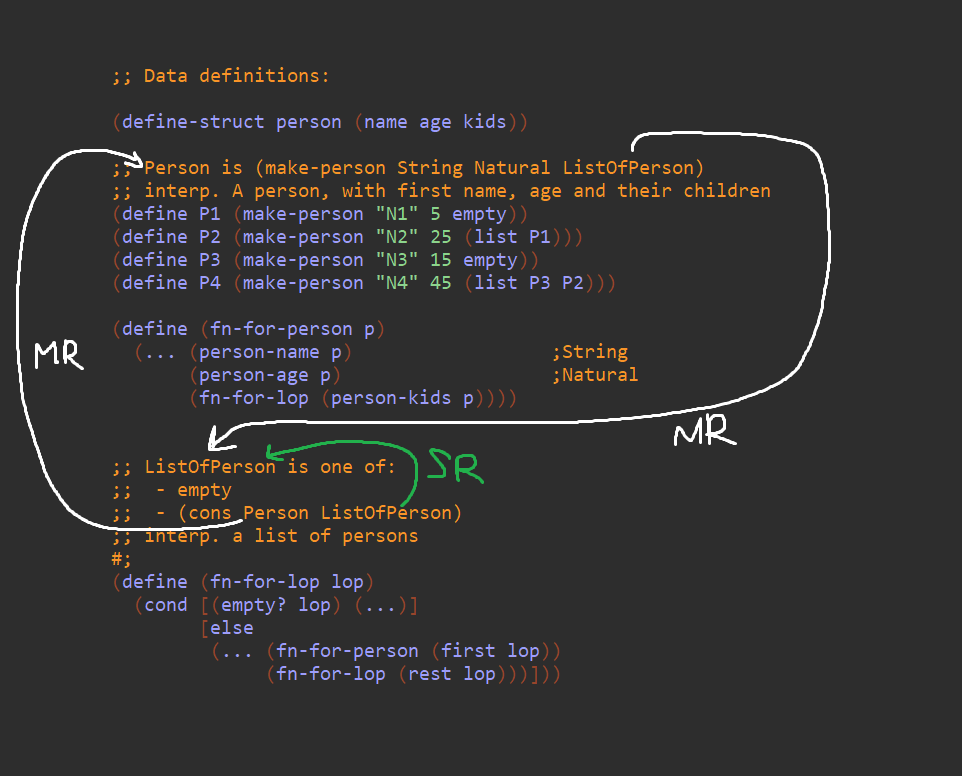 ;; Data definitions:
(define-struct person (name age kids))
;; Person is (make-person String Natural ListOfPerson)
;; interp. A person, with first name, age and their children
(define P1 (make-person "N1" 5 empty))
(define P2 (make-person "N2" 25 (list P1)))
(define P3 (make-person "N3" 15 empty))
(define P4 (make-person "N4" 45 (list P3 P2)))
(define (fn-for-person p)
(... (person-name p) ;String
MR
(person-age p) ;Natural
(fn-for-lop (person-kids p))))
MR
;; ListOfPerson is one of:
SR
;; - empty
;; - (cons Person ListOfPerson)
;; interp. a list of persons
#;
(define (fn-for-lop lop)
(cond [(empty? lop) (...)]
[else
(... (fn-for-person (first lop))
(fn-for-lop (rest lop)))]))